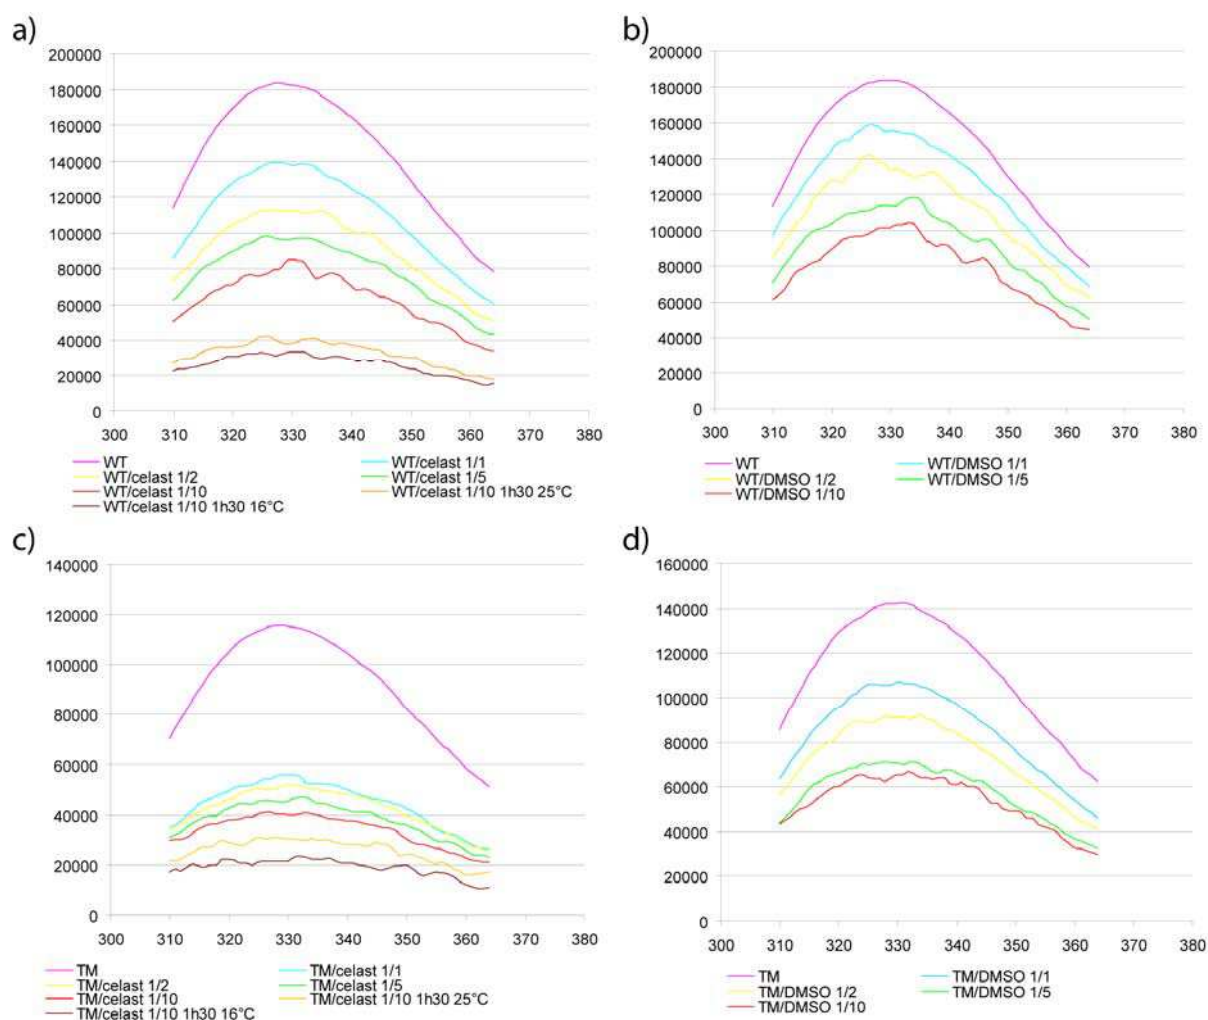 a)
200000
180000
160000
140000
120000
100000
80000
60000
40000
20000
0
300 310 320 330 340 350 360 370 380
WT WT/celast 1/1
WT/celast 1/2 WT/celast 1/5
WT/celast 1/10 WT/celast 1/10 1h30 25°C
WT/celast 1/10 1h30 16°C
b)
200000
180000
160000
140000
120000
100000
80000
60000
40000
20000
0
300 310 320 330 340 350 360 370 380
WT WT/DMSO 1/1
WT/DMSO 1/2 WT/DMSO 1/5
WT/DMSO 1/10
c)
140000
120000
100000
80000
60000
40000
20000
0
300 310 320 330 340 350 360 370 380
TM TM/celast 1/1
TM/celast 1/2 TM/celast 1/5
TM/celast 1/10 TM/celast 1/10 1h30 25°C
TM/celast 1/10 1h30 16°C
d)
160000
140000
120000
100000
80000
60000
40000
20000
0
300 310 320 330 340 350 360 370 380
TM TM/DMSO 1/1
TM/DMSO 1/2 TM/DMSO 1/5
TM/DMSO 1/10